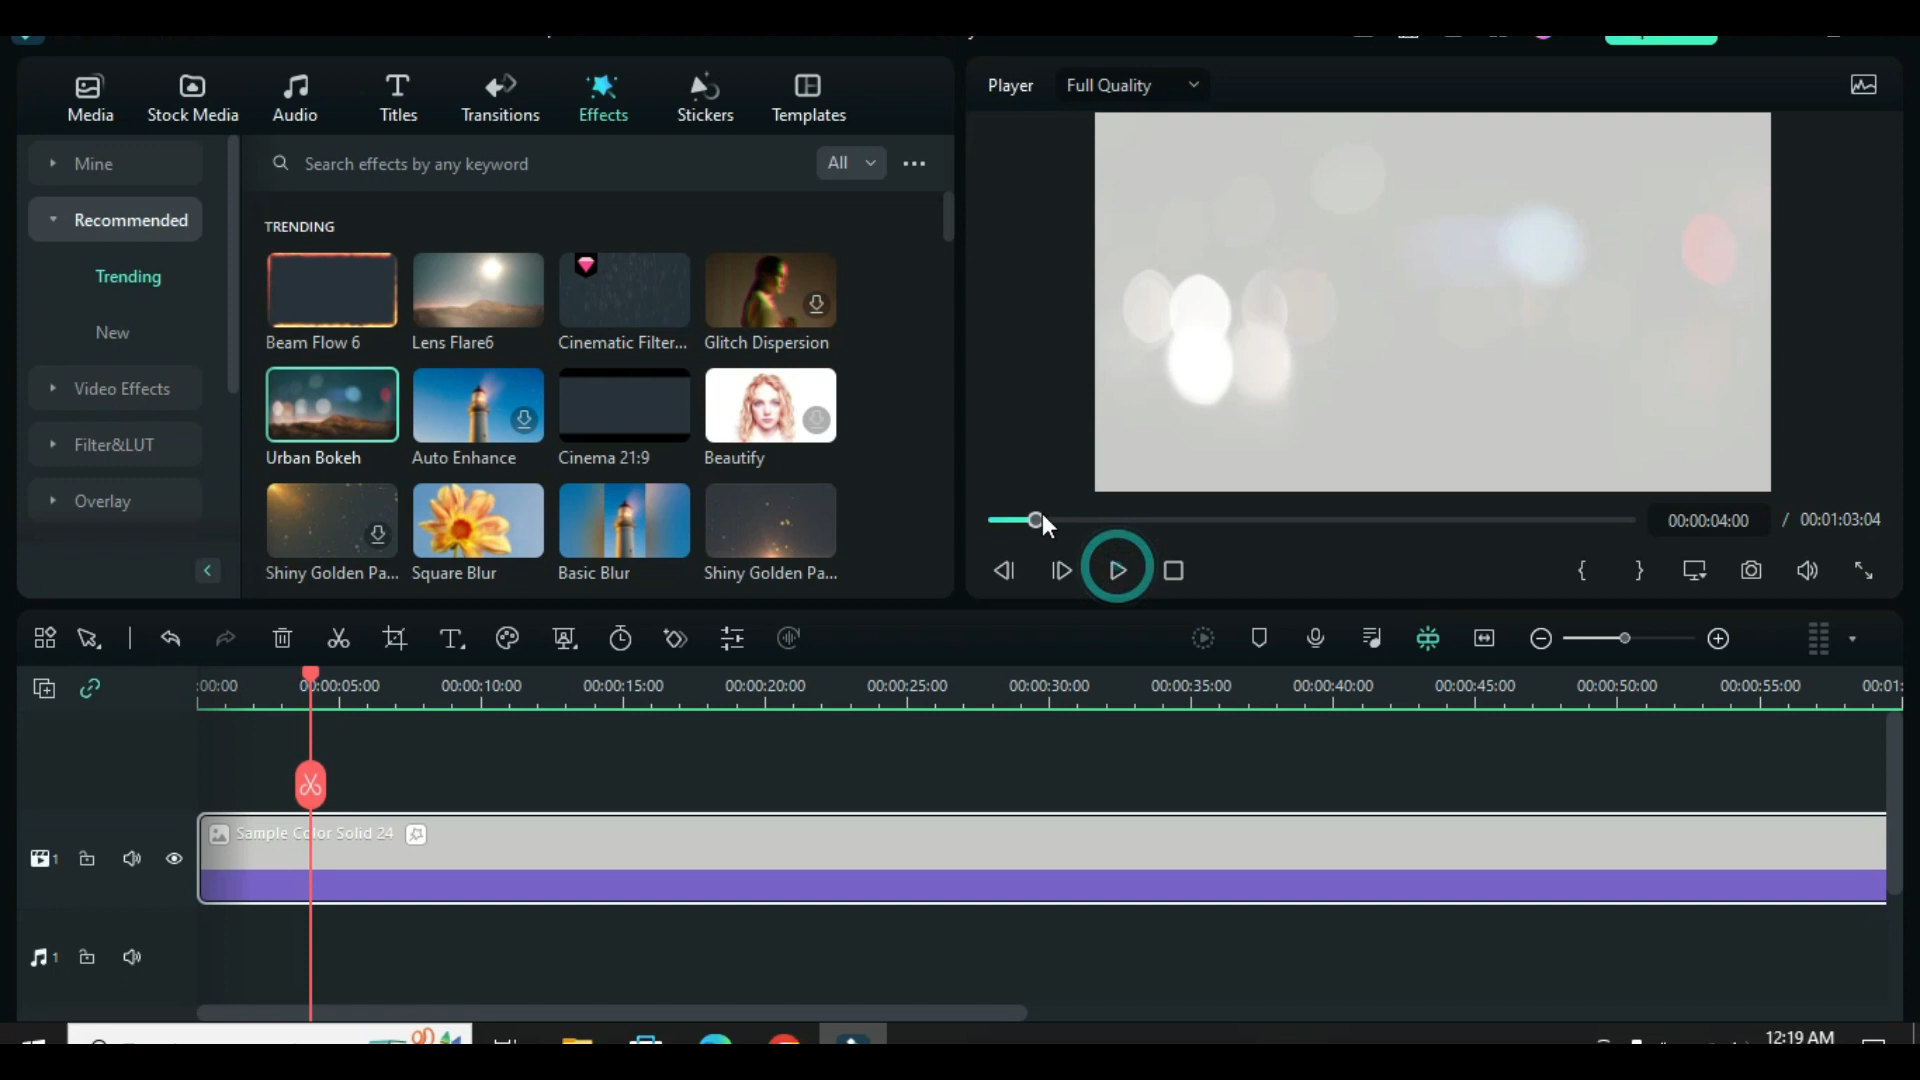 Media
Stock Media
Audio
Titles
Transitions
Effects
Stickers
Templates
Player
Full Quality
Mine
Search effects by any keyword
All
Recommended
TRENDING
Trending
New
Beam Flow 6
Lens Flare6
Cinematic Filter...
Glitch Dispersion
Video Effects
Filter&LUT
Urban Bokeh
Auto Enhance
Cinema 21:9
Beautify
Overlay
00:00:04:00 / 00:01:03:04
Shiny Golden Pa...
Square Blur
Basic Blur
Shiny Golden Pa...
:00:00
00:00:05:00
00:00:10:00
00:00:15:00
00:00:20:00
00:00:25:00
00:00:30:00
00:00:35:00
00:00:40:00
00:00:45:00
00:00:50:00
00:00:55:00
00:01:
Sample Color Solid 24
1
1
12:19 AM